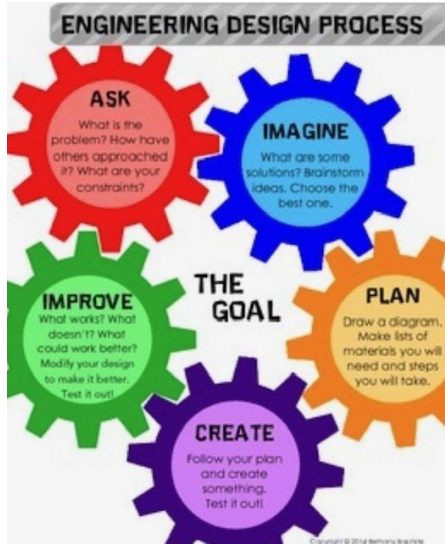 ENGINEERING DESIGN PROCESS
ASK
What is the
problem? How have
others approached
it? What are your
constraints?
IMAGINE
What are some
solutions? Brainstorm
ideas. Choose the
best one.
THE
GOAL
PLAN
Draw a diagram.
Make lists of
materials you will
need and steps
you will take.
CREATE
Follow your plan
and create
something.
Test it out!
IMPROVE
What works? What
doesn't? What
could work better?
Modify your design
to make it better.
Test it out!
Copyright © 2014 Bethany